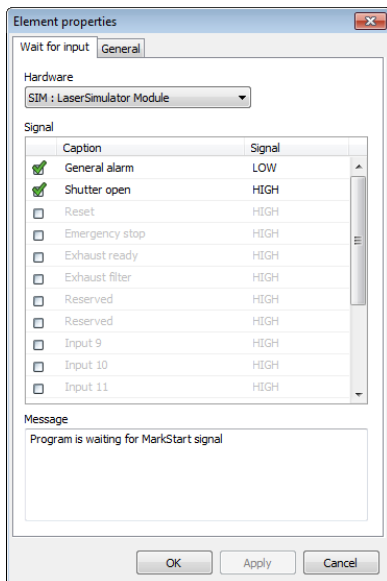 Element properties
Wait for input General
Hardware
SIM : LaserSimulator Module
Signal
Caption Signal
General alarm LOW
Shutter open HIGH
Reset HIGH
Emergency stop HIGH
Exhaust ready HIGH
Exhaust filter HIGH
Reserved HIGH
Reserved HIGH
Input 9 HIGH
Input 10 HIGH
Input 11 HIGH
Message
Program is waiting for MarkStart signal
OK Apply Cancel